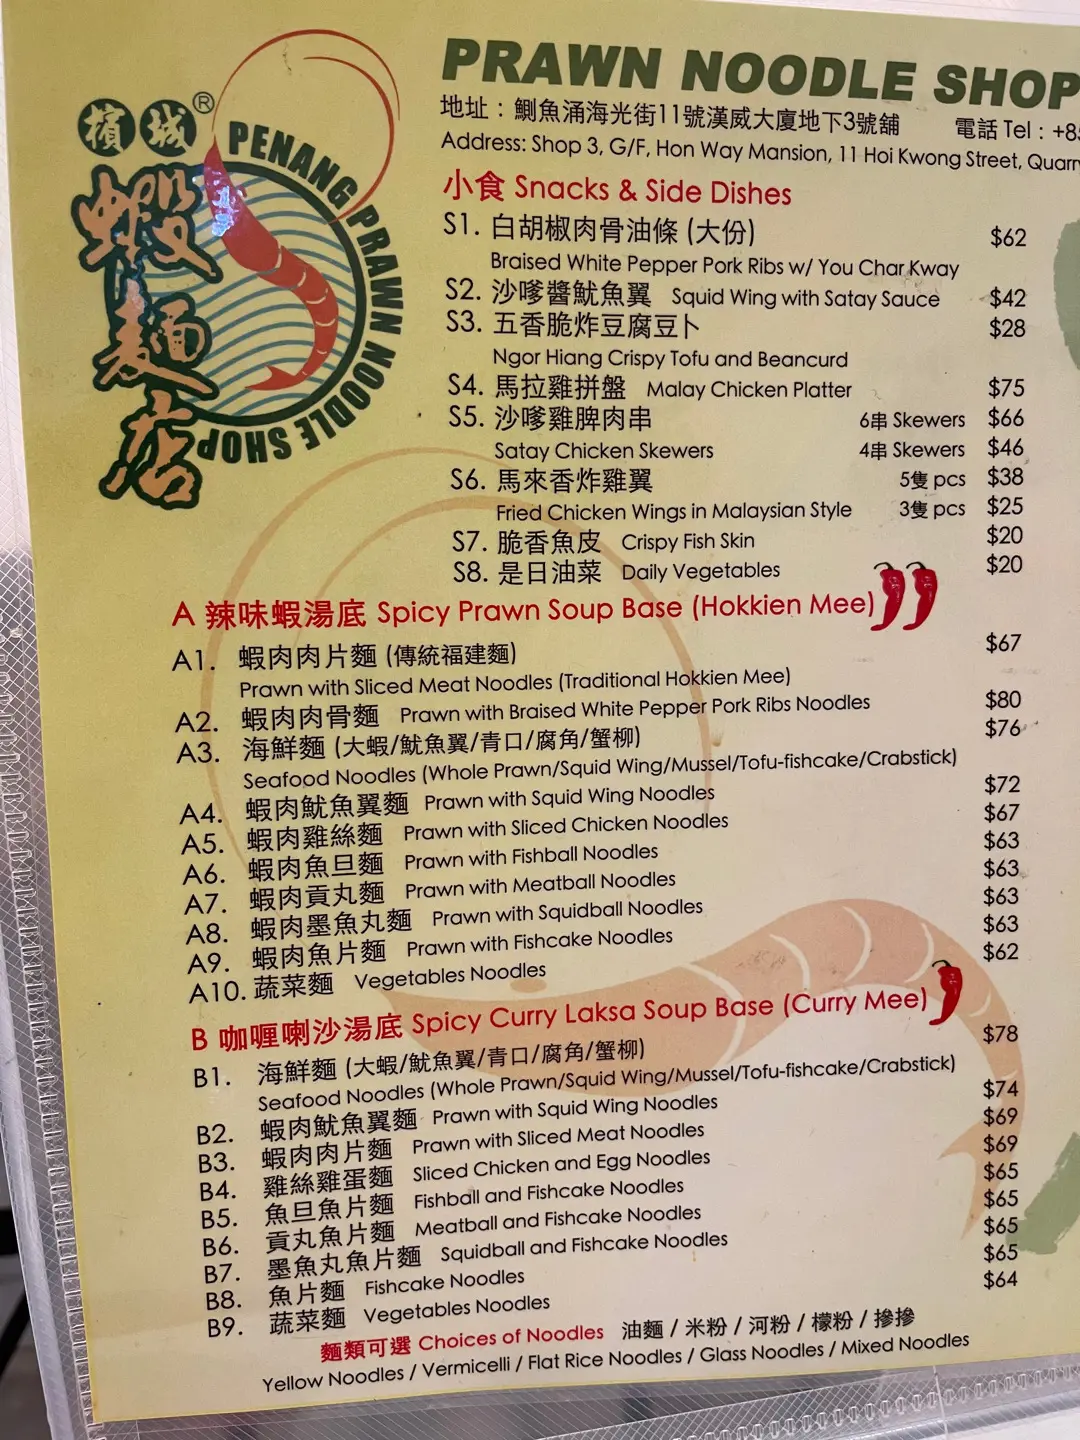 檳城®
蝦麵店
PENANG PRAWN NOODLE SHOP
PRAWN NOODLE SHOP
地址：鰂魚涌海光街11號漢威大廈地下3號舖 電話 Tel : +85
Address: Shop 3, G/F, Hon Way Mansion, 11 Hoi Kwong Street, Quarry
小食 Snacks & Side Dishes
S1. 白胡椒肉骨油條 (大份) $62
Braised White Pepper Pork Ribs w/ You Char Kway
S2. 沙嗲醬魷魚翼 Squid Wing with Satay Sauce $42
S3. 五香脆炸豆腐豆卜 $28
Ngor Hiang Crispy Tofu and Beancurd
S4. 馬拉雞拼盤 Malay Chicken Platter $75
S5. 沙嗲雞脾肉串 6串 Skewers $66
Satay Chicken Skewers 4串 Skewers $46
S6. 馬來香炸雞翼 5隻 pcs $38
Fried Chicken Wings in Malaysian Style 3隻 pcs $25
S7. 脆香魚皮 Crispy Fish Skin $20
S8. 是日油菜 Daily Vegetables $20
A 辣味蝦湯底 Spicy Prawn Soup Base (Hokkien Mee)
A1. 蝦肉肉片麵 (傳統福建麵) $67
Prawn with Sliced Meat Noodles (Traditional Hokkien Mee)
A2. 蝦肉肉骨麵 Prawn with Braised White Pepper Pork Ribs Noodles $80
A3. 海鮮麵 (大蝦/魷魚翼/青口/腐角/蟹柳) $76
Seafood Noodles (Whole Prawn/Squid Wing/Mussel/Tofu-fishcake/Crabstick)
A4. 蝦肉魷魚翼麵 Prawn with Squid Wing Noodles $72
A5. 蝦肉雞絲麵 Prawn with Sliced Chicken Noodles $67
A6. 蝦肉魚旦麵 Prawn with Fishball Noodles $63
A7. 蝦肉貢丸麵 Prawn with Meatball Noodles $63
A8. 蝦肉墨魚丸麵 Prawn with Squidball Noodles $63
A9. 蝦肉魚片麵 Prawn with Fishcake Noodles $63
A10. 蔬菜麵 Vegetables Noodles $62
B 咖喱喇沙湯底 Spicy Curry Laksa Soup Base (Curry Mee)
B1. 海鮮麵 (大蝦/魷魚翼/青口/腐角/蟹柳) $78
Seafood Noodles (Whole Prawn/Squid Wing/Mussel/Tofu-fishcake/Crabstick)
B2. 蝦肉魷魚翼麵 Prawn with Squid Wing Noodles $74
B3. 蝦肉肉片麵 Prawn with Sliced Meat Noodles $69
B4. 雞絲雞蛋麵 Sliced Chicken and Egg Noodles $69
B5. 魚旦魚片麵 Fishball and Fishcake Noodles $65
B6. 貢丸魚片麵 Meatball and Fishcake Noodles $65
B7. 墨魚丸魚片麵 Squidball and Fishcake Noodles $65
B8. 魚片麵 Fishcake Noodles $65
B9. 蔬菜麵 Vegetables Noodles $64
麵類可選 Choices of Noodles 油麵 / 米粉 / 河粉 / 檬粉 / 摻摻
Yellow Noodles / Vermicelli / Flat Rice Noodles / Glass Noodles / Mixed Noodles